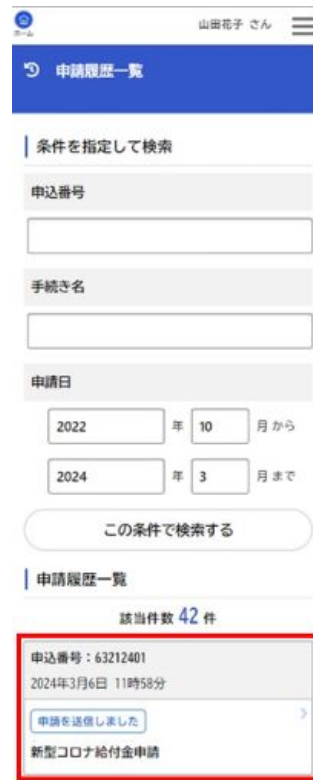 山田花子 さん
ホーム
申請履歴一覧
条件を指定して検索
申込番号
手続き名
申請日
2022 年 10 月から
2024 年 3 月まで
この条件で検索する
申請履歴一覧
該当件数 42 件
申込番号：63212401
2024年3月6日 11時58分
申請を送信しました
新型コロナ給付金申請